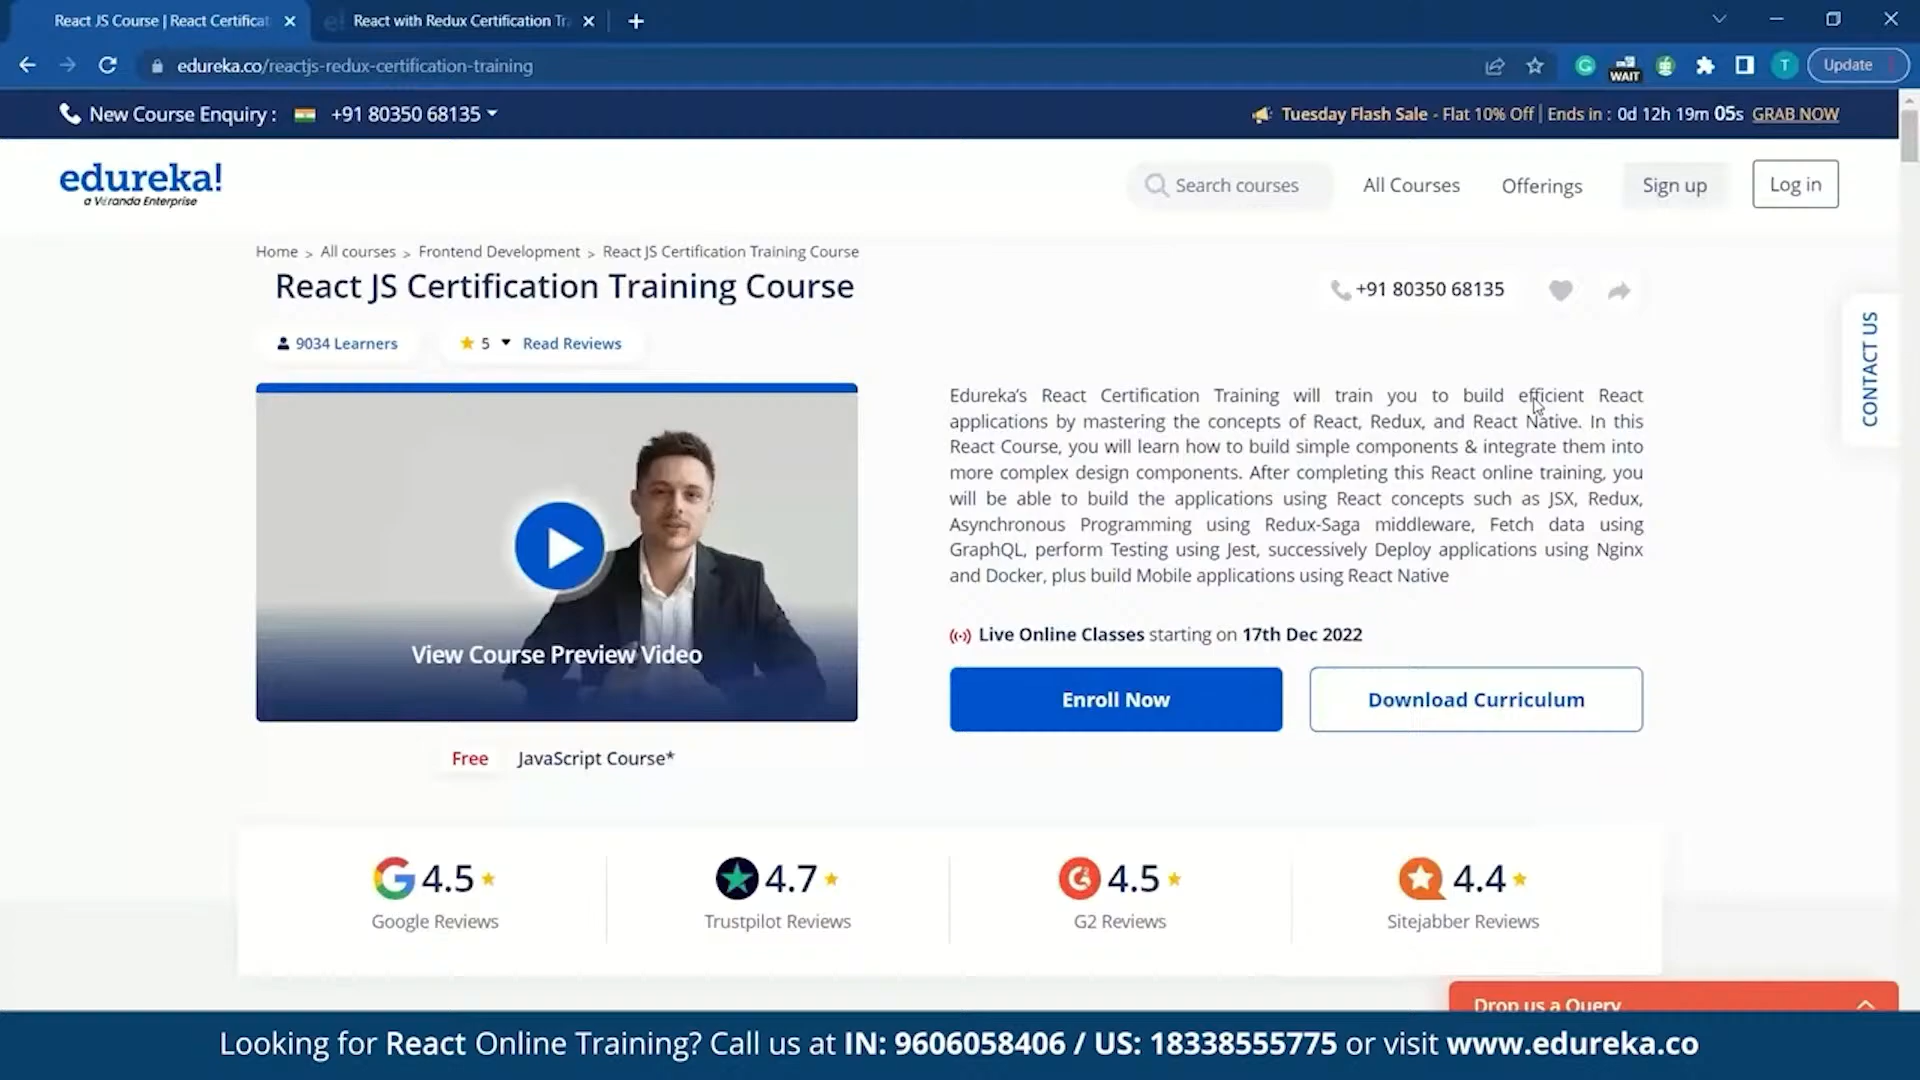 React JS Course | React Certificat
React with Redux Certification Tr
edureka.co/reactjs-redux-certification-training
WAIT
T
Update
New Course Enquiry :
+91 80350 68135
Tuesday Flash Sale - Flat 10% Off | Ends in : 0d 12h 19m 05s GRAB NOW
edureka!
a Veranda Enterprise
Search courses
All Courses
Offerings
Sign up
Log in
Home > All courses > Frontend Development > React JS Certification Training Course
React JS Certification Training Course
+91 80350 68135
9034 Learners
5
Read Reviews
CONTACT US
Edureka's React Certification Training will train you to build efficient React
applications by mastering the concepts of React, Redux, and React Native. In this
React Course, you will learn how to build simple components & integrate them into
more complex design components. After completing this React online training, you
will be able to build the applications using React concepts such as JSX, Redux,
Asynchronous Programming using Redux-Saga middleware, Fetch data using
GraphQL, perform Testing using Jest, successively Deploy applications using Nginx
and Docker, plus build Mobile applications using React Native
View Course Preview Video
Live Online Classes starting on 17th Dec 2022
Enroll Now
Download Curriculum
Free
JavaScript Course*
4.5
Google Reviews
4.7
Trustpilot Reviews
4.5
G2 Reviews
4.4
Sitejabber Reviews
Drop us a Query
Looking for React Online Training? Call us at IN: 9606058406 / US: 18338555775 or visit www.edureka.co